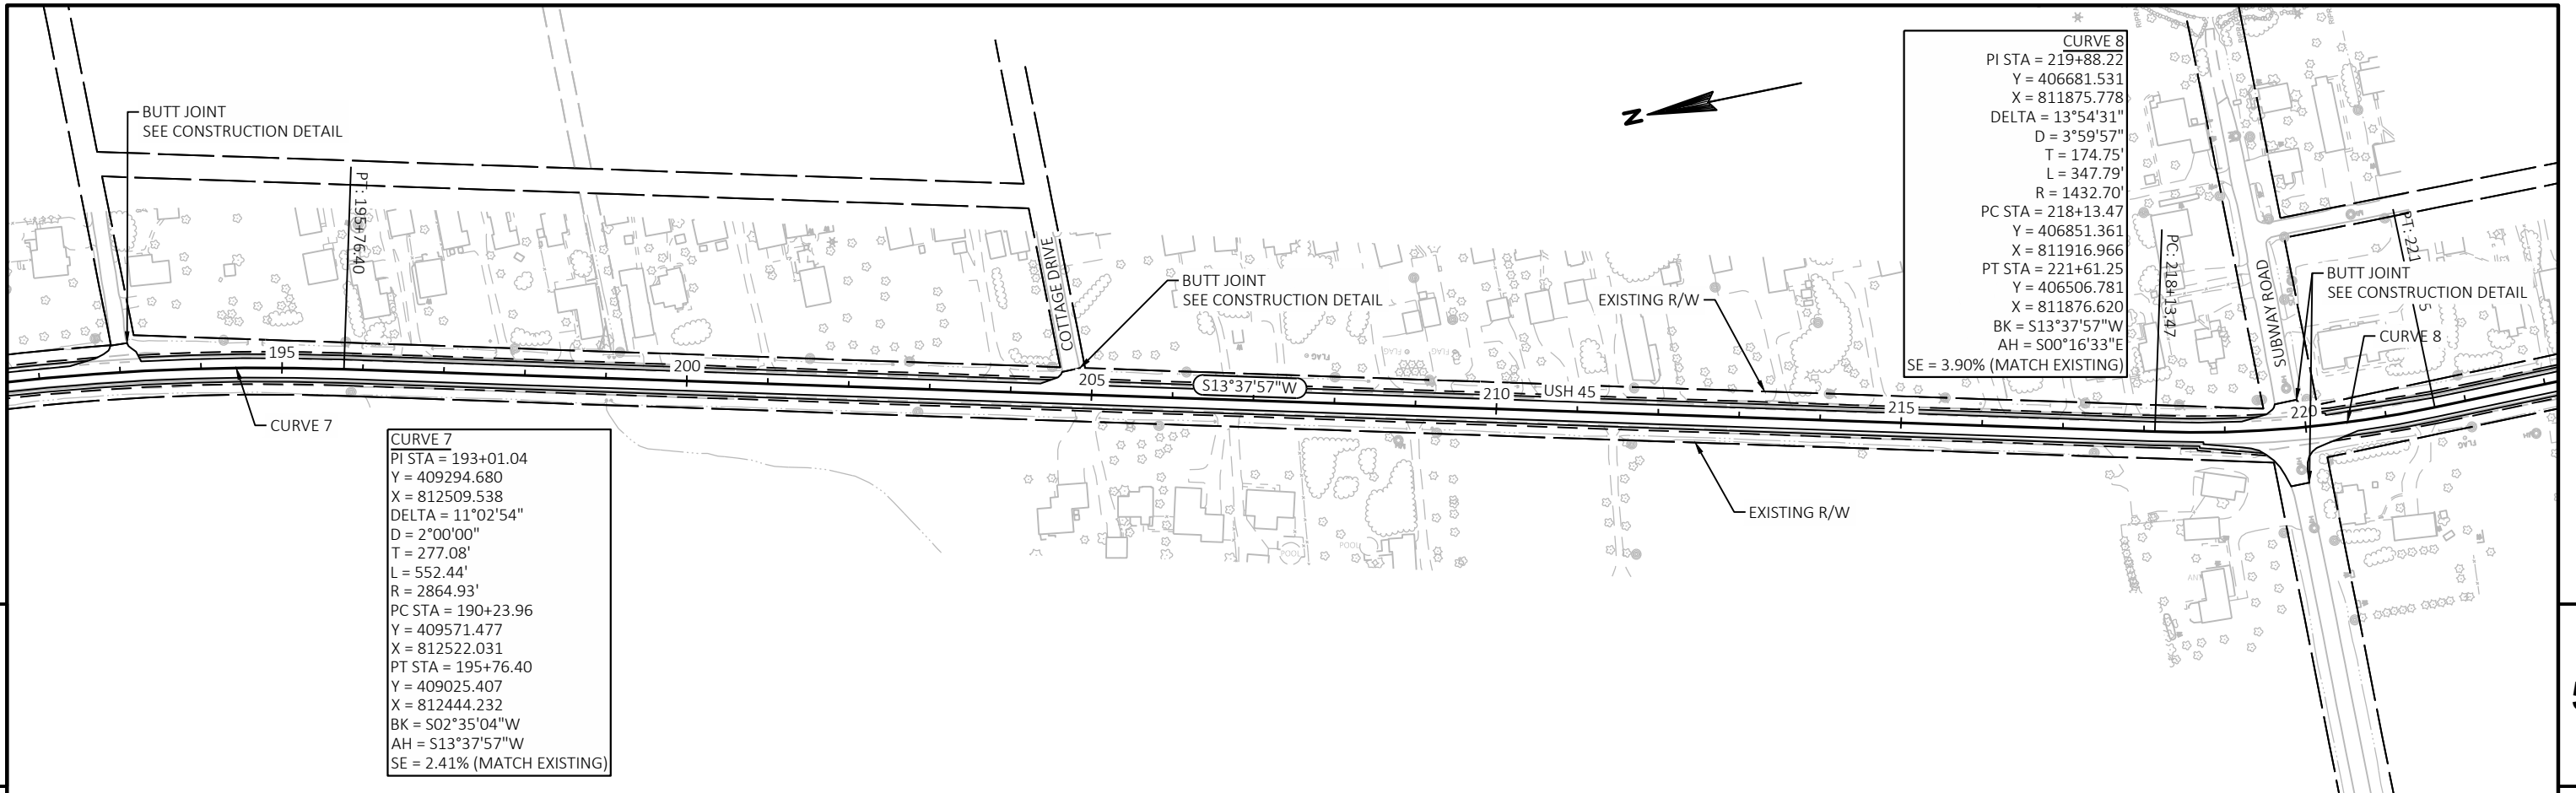 BUTT JOINT
SEE CONSTRUCTION DETAIL
PT: 195+76.40
195
CURVE 7
CURVE 7
PI STA = 193+01.04
Y = 409294.680
X = 812509.538
DELTA = 11°02'54"
D = 2°00'00"
T = 277.08'
L = 552.44'
R = 2864.93'
PC STA = 190+23.96
Y = 409571.477
X = 812522.031
PT STA = 195+76.40
Y = 409025.407
X = 812444.232
BK = S02°35'04"W
AH = S13°37'57"W
SE = 2.41% (MATCH EXISTING)
200
COTTAGE DRIVE
BUTT JOINT
SEE CONSTRUCTION DETAIL
205
S13°37'57"W
FLAG
FLAG
FLAG
POOL
POOL
210
USH 45
EXISTING R/W
EXISTING R/W
N
215
CURVE 8
PI STA = 219+88.22
Y = 406681.531
X = 811875.778
DELTA = 13°54'31"
D = 3°59'57"
T = 174.75'
L = 347.79'
R = 1432.70'
PC STA = 218+13.47
Y = 406851.361
X = 811916.966
PT STA = 221+61.25
Y = 406506.781
X = 811876.620
BK = S13°37'57"W
AH = S00°16'33"E
SE = 3.90% (MATCH EXISTING)
PC: 218+13.47
SUBWAY ROAD
220
PT: 221
5
BUTT JOINT
SEE CONSTRUCTION DETAIL
CURVE 8
FLAG
RIPRAP